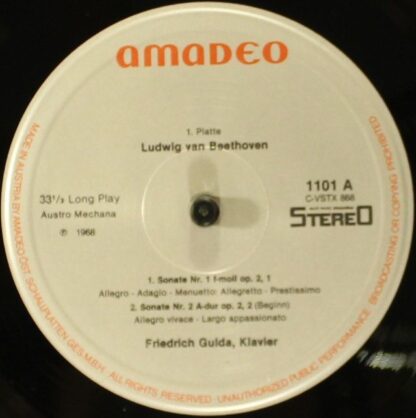 amadeo
1. Platte
Ludwig van Beethoven
33 1/3 Long Play
Austro Mechana
℗ 1968
1101 A
C-VSTX 868
STEREO
1. Sonate Nr. 1 f-moll op. 2, 1
Allegro - Adagio - Menuetto: Allegretto - Prestissimo
2. Sonate Nr. 2 A-dur op. 2, 2 (Beginn)
Allegro vivace - Largo appassionato
Friedrich Gulda, Klavier
MADE IN AUSTRIA BY AMADEO ÖST. SCHALLPLATTEN GES.M.B.H. ALL RIGHTS RESERVED - UNAUTHORIZED PUBLIC PERFORMANCE BROADCASTING OR COPYING PROHIBITED